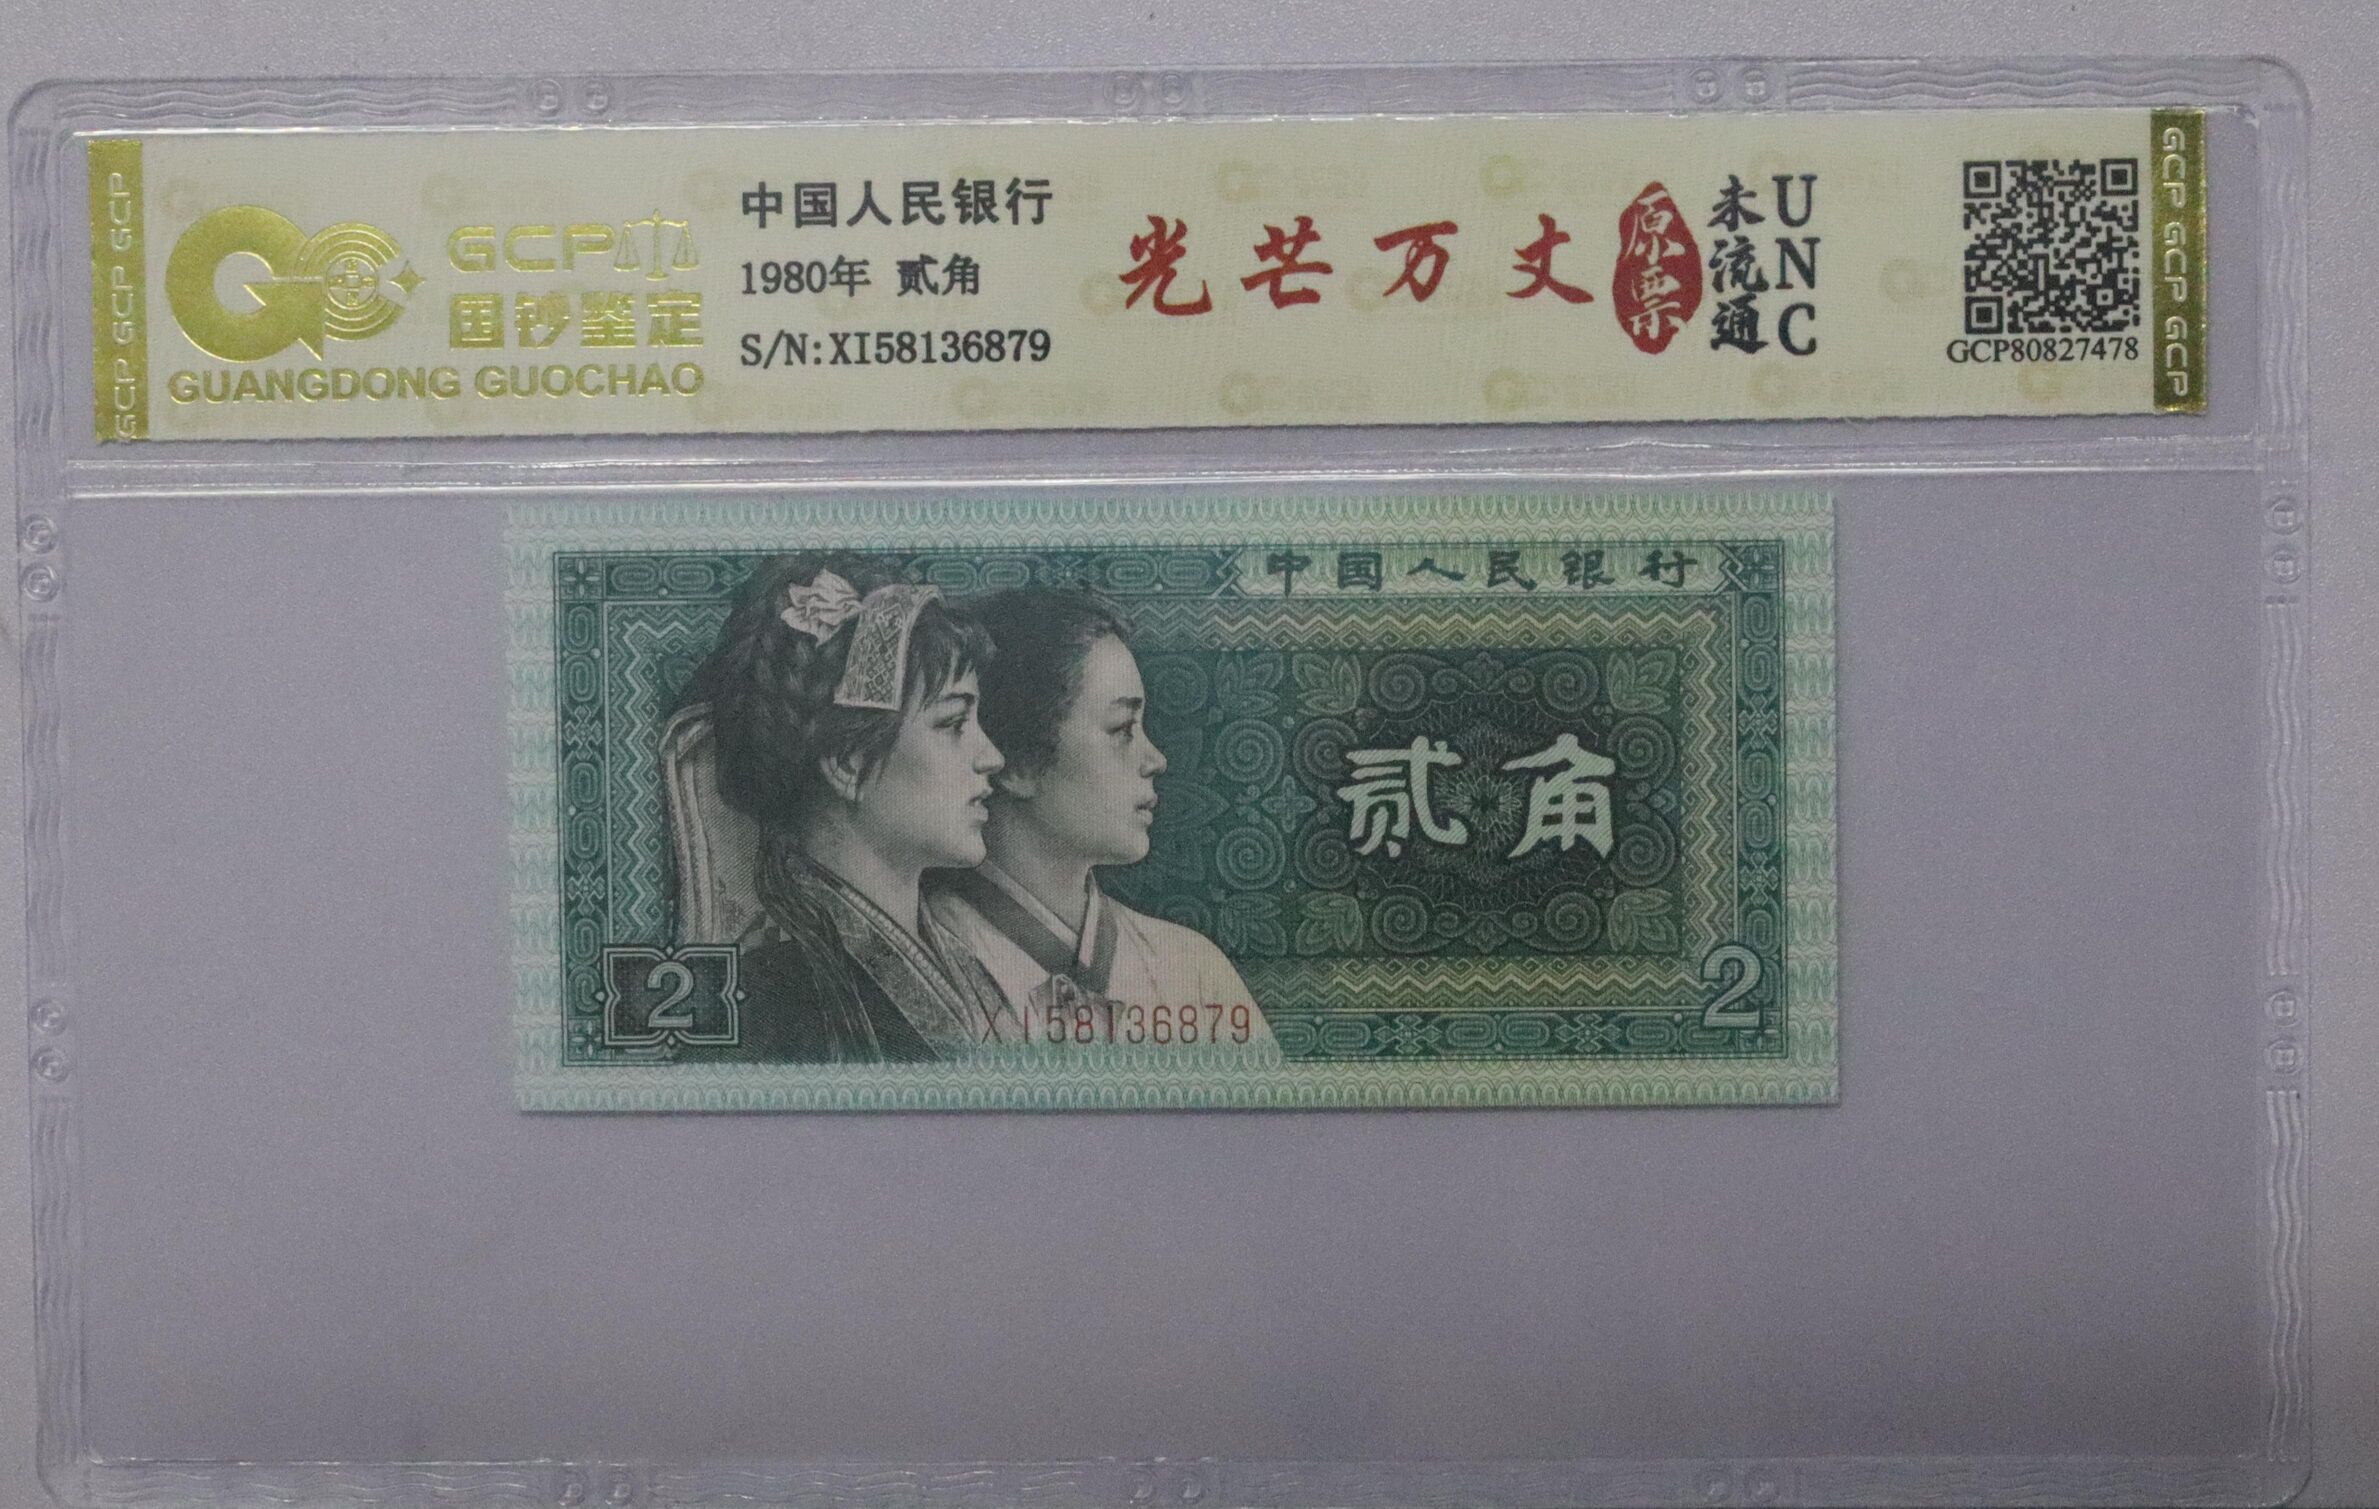 GCP GCP GCP
GCP
国钞鉴定
GUANGDONG GUOCHAO
中国人民银行
1980年 贰角
S/N:XI58136879
光芒万丈
原票
未流通
UNC
GCP80827478
GCP GCP GCP
中国人民银行
贰角
2
XI58136879
2